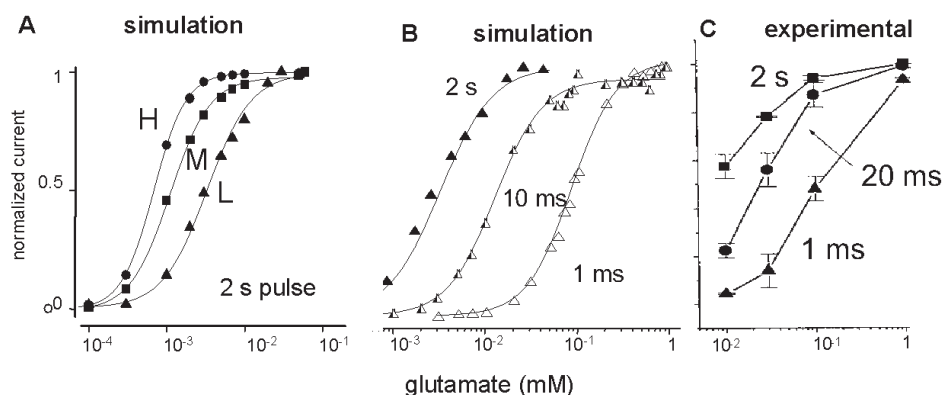 A simulation
B simulation
C experimental
normalized current
1
0.5
0
H
M
L
2 s pulse
10⁻⁴ 10⁻³ 10⁻² 10⁻¹
2 s
10 ms
1 ms
10⁻³ 10⁻² 10⁻¹ 1
2 s
20 ms
1 ms
10⁻² 10⁻¹ 1
glutamate (mM)